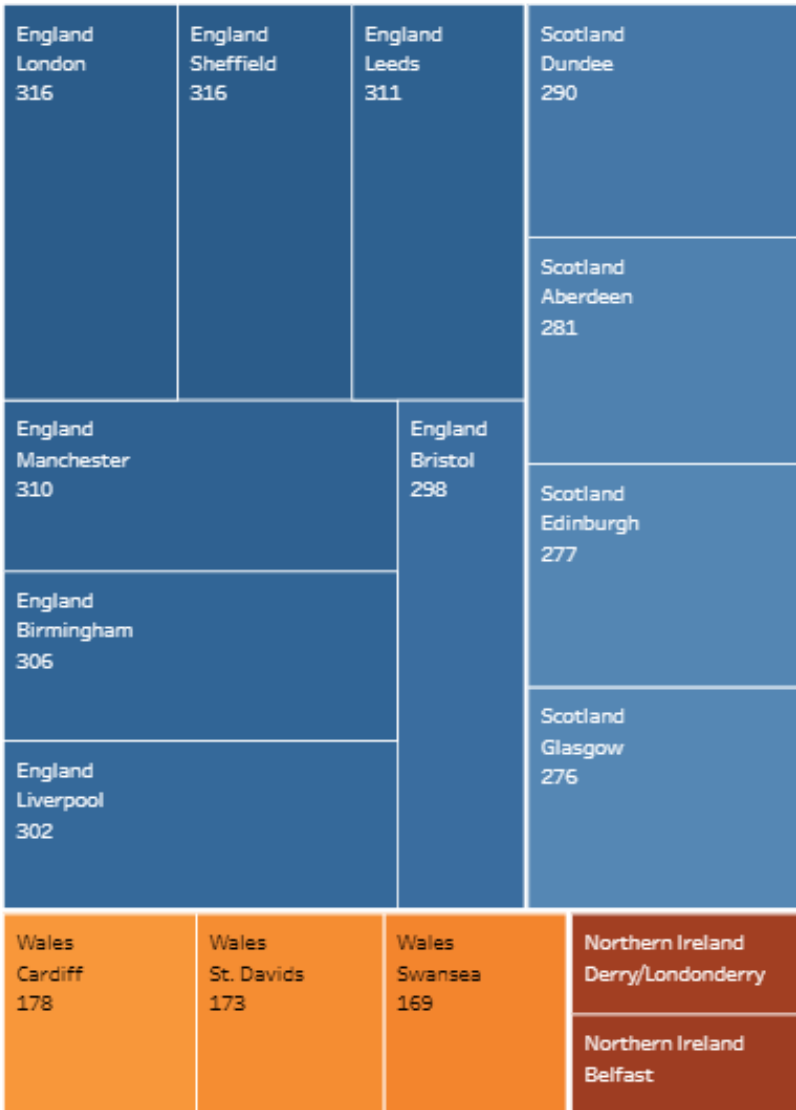 England
London
316
England
Sheffield
316
England
Leeds
311
Scotland
Dundee
290
Scotland
Aberdeen
281
England
Manchester
310
England
Bristol
298
Scotland
Edinburgh
277
England
Birmingham
306
Scotland
Glasgow
276
England
Liverpool
302
Wales
Cardiff
178
Wales
St. Davids
173
Wales
Swansea
169
Northern Ireland
Derry/Londonderry
Northern Ireland
Belfast